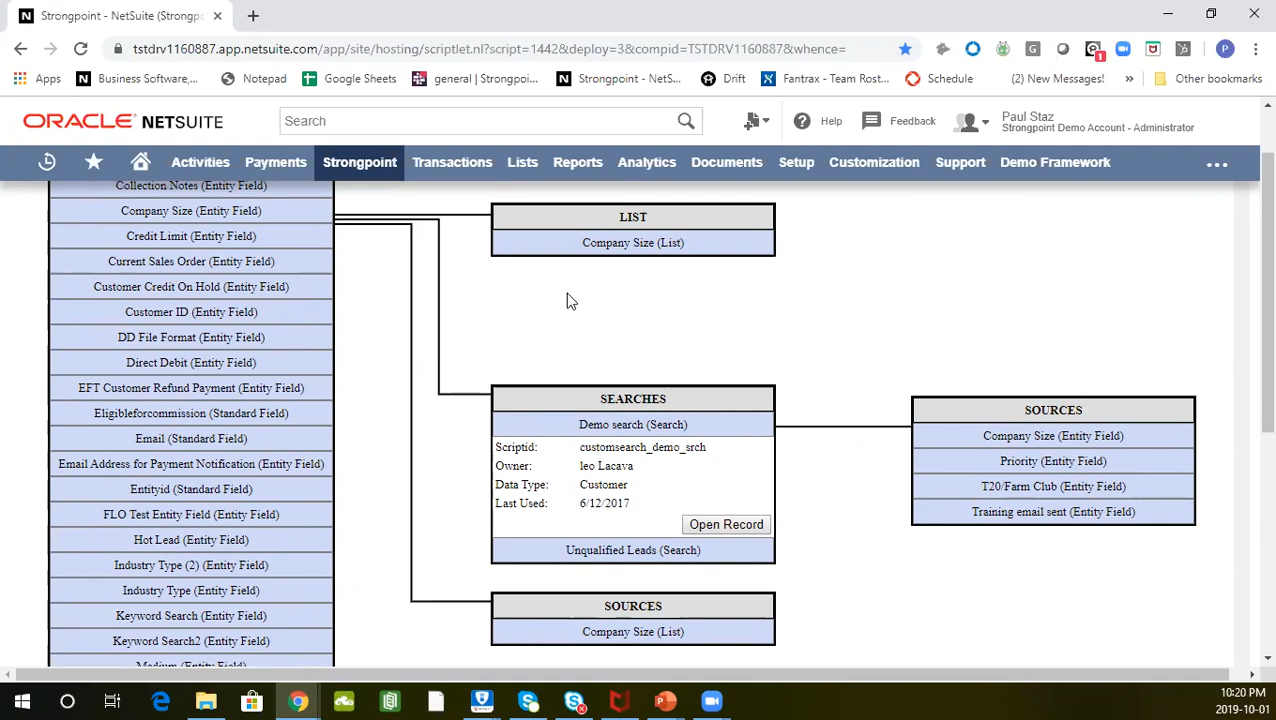 Strongpoint - NetSuite (Strongp
tstdrv1160887.app.netsuite.com/app/site/hosting/scriptlet.nl?script=1442&deploy=3&compid=TSTDRV1160887&whence=
P
1
Apps
Business Software,...
Notepad
Google Sheets
general | Strongpoi...
Strongpoint - NetS...
Drift
Fantrax - Team Rost...
Schedule
(2) New Messages!
»
Other bookmarks
ORACLE NETSUITE
Search
Help
Feedback
Paul Staz
Strongpoint Demo Account - Administrator
Activities
Payments
Strongpoint
Transactions
Lists
Reports
Analytics
Documents
Setup
Customization
Support
Demo Framework
Collection Notes (Entity Field)
Company Size (Entity Field)
Credit Limit (Entity Field)
Current Sales Order (Entity Field)
Customer Credit On Hold (Entity Field)
Customer ID (Entity Field)
DD File Format (Entity Field)
Direct Debit (Entity Field)
EFT Customer Refund Payment (Entity Field)
Eligibleforcommission (Standard Field)
Email (Standard Field)
Email Address for Payment Notification (Entity Field)
Entityid (Standard Field)
FLO Test Entity Field (Entity Field)
Hot Lead (Entity Field)
Industry Type (2) (Entity Field)
Industry Type (Entity Field)
Keyword Search (Entity Field)
Keyword Search2 (Entity Field)
Medium (Entity Field)
LIST
Company Size (List)
SEARCHES
Demo search (Search)
Scriptid: customsearch_demo_srch
Owner: leo Lacava
Data Type: Customer
Last Used: 6/12/2017
Open Record
Unqualified Leads (Search)
SOURCES
Company Size (List)
SOURCES
Company Size (Entity Field)
Priority (Entity Field)
T20/Farm Club (Entity Field)
Training email sent (Entity Field)
10:20 PM
2019-10-01